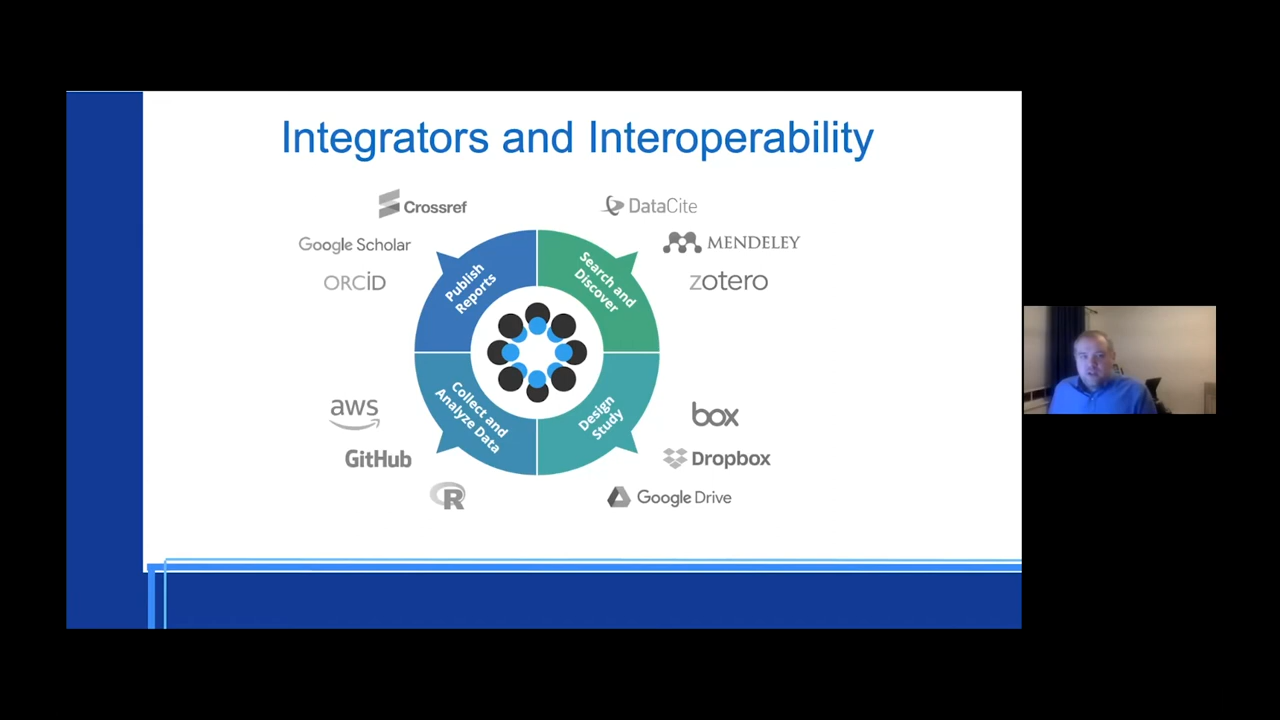 Integrators and Interoperability
Crossref
DataCite
Google Scholar
MENDELEY
ORCID
zotero
Publish
Reports
Search and
Discover
Collect and
Analyze Data
Design
Study
aws
box
GitHub
Dropbox
R
Google Drive